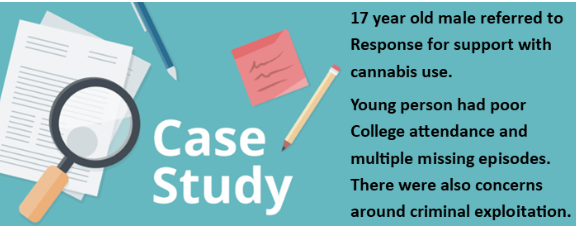 Case
Study
17 year old male referred to
Response for support with
cannabis use.
Young person had poor
College attendance and
multiple missing episodes.
There were also concerns
around criminal exploitation.